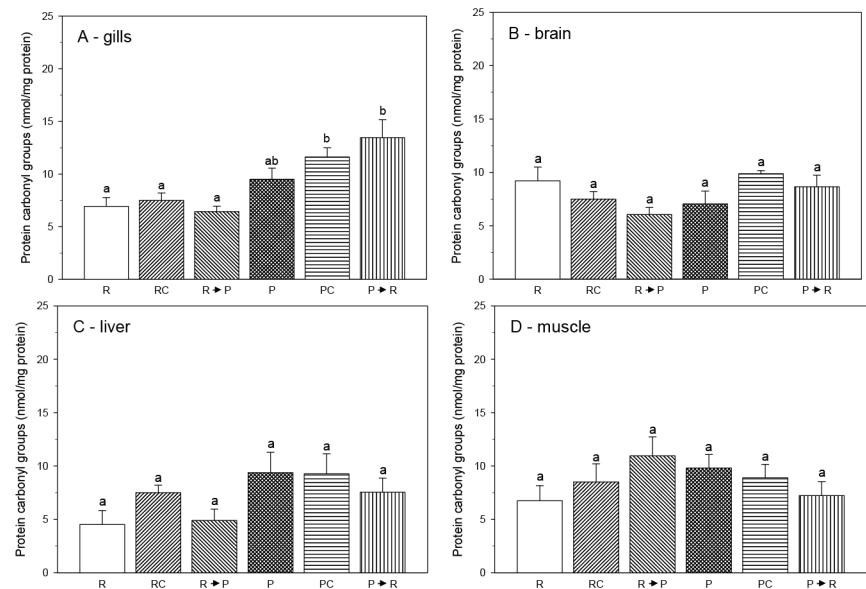 A - gills
Protein carbonyl groups (nmol/mg protein)
25
20
15
10
5
0
a
a
a
ab
b
b
R
RC
R → P
P
PC
P → R
B - brain
Protein carbonyl groups (nmol/mg protein)
25
20
15
10
5
0
a
a
a
a
a
a
R
RC
R → P
P
PC
P → R
C - liver
Protein carbonyl groups (nmol/mg protein)
25
20
15
10
5
0
a
a
a
a
a
a
R
RC
R → P
P
PC
P → R
D - muscle
Protein carbonyl groups (nmol/mg protein)
25
20
15
10
5
0
a
a
a
a
a
a
R
RC
R → P
P
PC
P → R